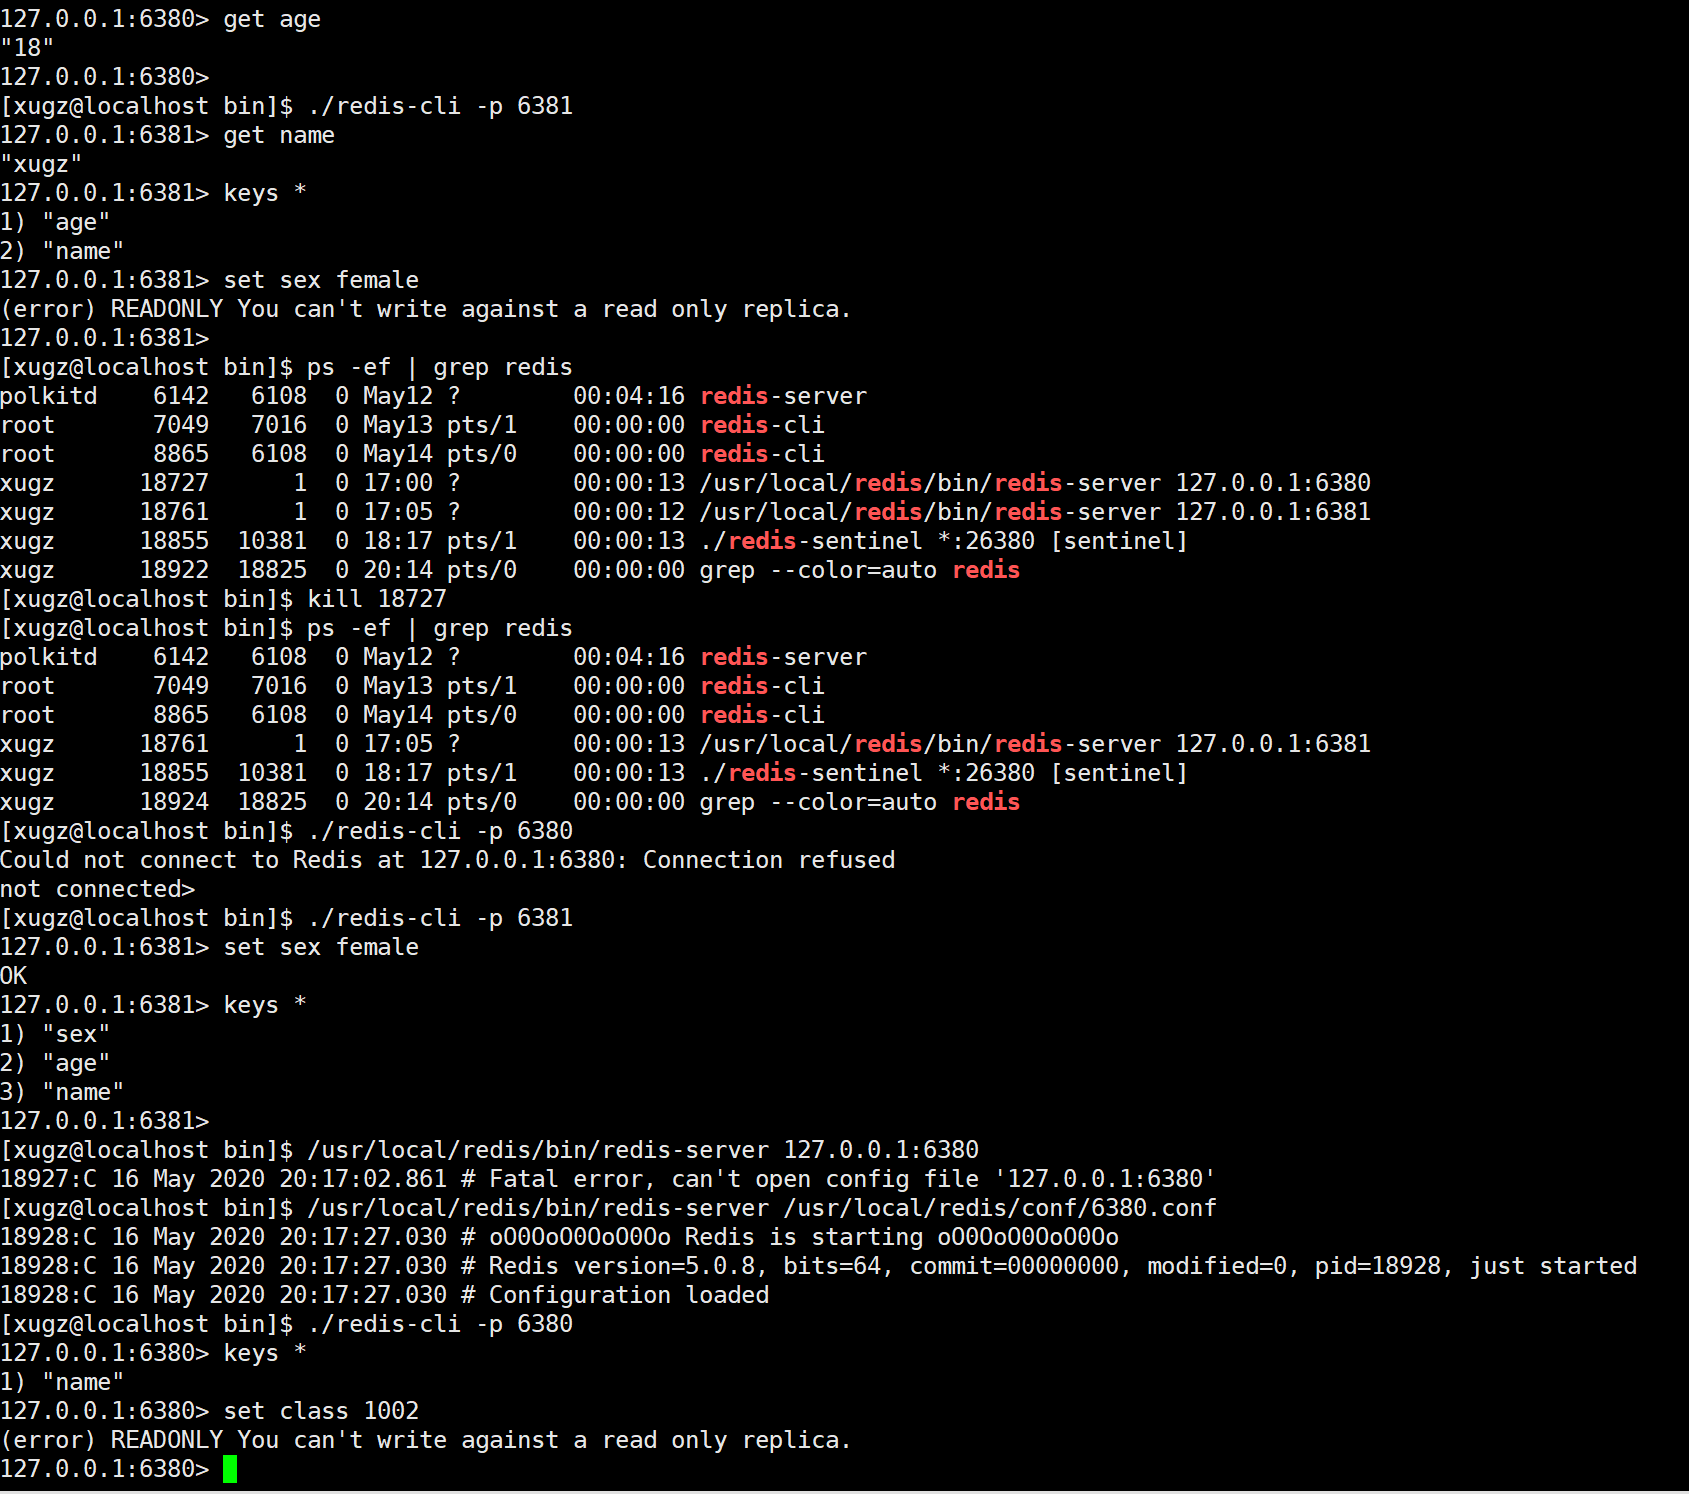 127.0.0.1:6380> get age
"18"
127.0.0.1:6380>
[xugz@localhost bin]$ ./redis-cli -p 6381
127.0.0.1:6381> get name
"xugz"
127.0.0.1:6381> keys *
1) "age"
2) "name"
127.0.0.1:6381> set sex female
(error) READONLY You can't write against a read only replica.
127.0.0.1:6381>
[xugz@localhost bin]$ ps -ef | grep redis
polkitd    6142   6108  0 May12 ?        00:04:16 redis-server
root       7049   7016  0 May13 pts/1    00:00:00 redis-cli
root       8865   6108  0 May14 pts/0    00:00:00 redis-cli
xugz      18727      1  0 17:00 ?        00:00:13 /usr/local/redis/bin/redis-server 127.0.0.1:6380
xugz      18761      1  0 17:05 ?        00:00:12 /usr/local/redis/bin/redis-server 127.0.0.1:6381
xugz      18855  10381  0 18:17 pts/1    00:00:13 ./redis-sentinel *:26380 [sentinel]
xugz      18922  18825  0 20:14 pts/0    00:00:00 grep --color=auto redis
[xugz@localhost bin]$ kill 18727
[xugz@localhost bin]$ ps -ef | grep redis
polkitd    6142   6108  0 May12 ?        00:04:16 redis-server
root       7049   7016  0 May13 pts/1    00:00:00 redis-cli
root       8865   6108  0 May14 pts/0    00:00:00 redis-cli
xugz      18761      1  0 17:05 ?        00:00:13 /usr/local/redis/bin/redis-server 127.0.0.1:6381
xugz      18855  10381  0 18:17 pts/1    00:00:13 ./redis-sentinel *:26380 [sentinel]
xugz      18924  18825  0 20:14 pts/0    00:00:00 grep --color=auto redis
[xugz@localhost bin]$ ./redis-cli -p 6380
Could not connect to Redis at 127.0.0.1:6380: Connection refused
not connected>
[xugz@localhost bin]$ ./redis-cli -p 6381
127.0.0.1:6381> set sex female
OK
127.0.0.1:6381> keys *
1) "sex"
2) "age"
3) "name"
127.0.0.1:6381>
[xugz@localhost bin]$ /usr/local/redis/bin/redis-server 127.0.0.1:6380
18927:C 16 May 2020 20:17:02.861 # Fatal error, can't open config file '127.0.0.1:6380'
[xugz@localhost bin]$ /usr/local/redis/bin/redis-server /usr/local/redis/conf/6380.conf
18928:C 16 May 2020 20:17:27.030 # oO0OoO0OoO0Oo Redis is starting oO0OoO0OoO0Oo
18928:C 16 May 2020 20:17:27.030 # Redis version=5.0.8, bits=64, commit=00000000, modified=0, pid=18928, just started
18928:C 16 May 2020 20:17:27.030 # Configuration loaded
[xugz@localhost bin]$ ./redis-cli -p 6380
127.0.0.1:6380> keys *
1) "name"
127.0.0.1:6380> set class 1002
(error) READONLY You can't write against a read only replica.
127.0.0.1:6380>